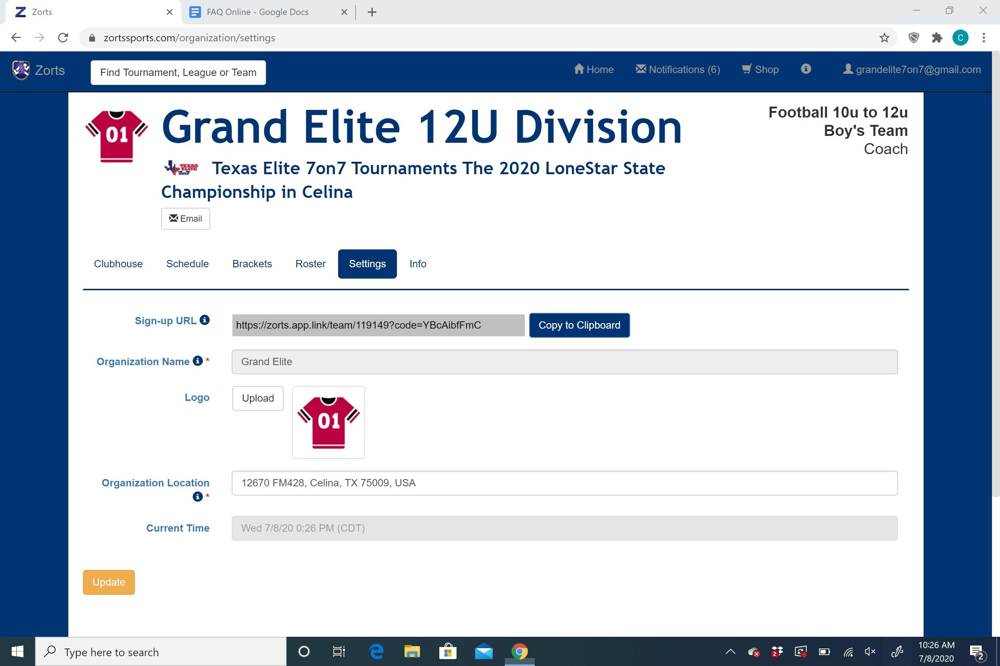 Zorts
FAQ Online - Google Docs
zortssports.com/organization/settings
C
Zorts
Find Tournament, League or Team
Home
Notifications (6)
Shop
grandelite7on7@gmail.com
01
Grand Elite 12U Division
Football 10u to 12u
Boy's Team
Coach
TEXAS
ELITE
7on7
Texas Elite 7on7 Tournaments The 2020 LoneStar State
Championship in Celina
Email
Clubhouse
Schedule
Brackets
Roster
Settings
Info
Sign-up URL
https://zorts.app.link/team/119149?code=YBcAibfFmC
Copy to Clipboard
Organization Name *
Grand Elite
Logo
Upload
01
Organization Location
*
12670 FM428, Celina, TX 75009, USA
Current Time
Wed 7/8/20 0:26 PM (CDT)
Update
Type here to search
2
10:26 AM
7/8/2020
2